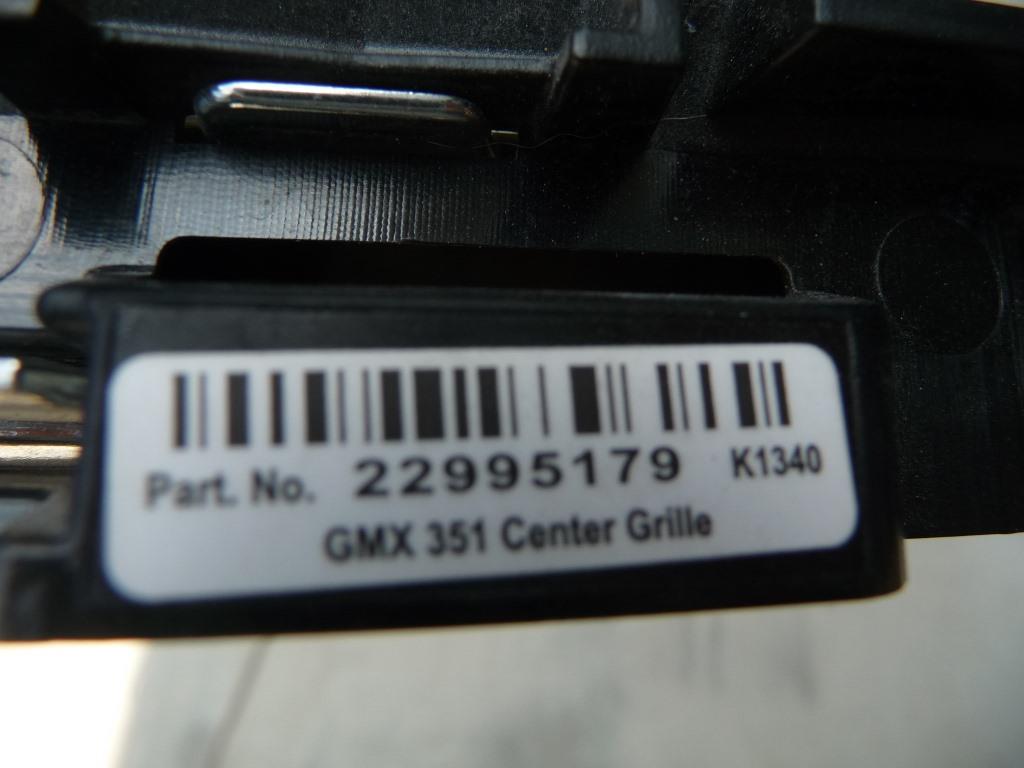 Part. No. 22995179 K1340
GMX 351 Center Grille